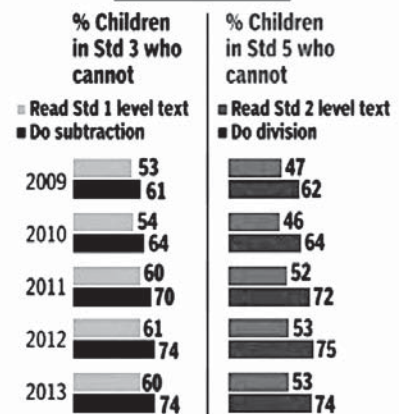 % Children
in Std 3 who
cannot
Read Std 1 level text
Do subtraction
% Children
in Std 5 who
cannot
Read Std 2 level text
Do division
2009 53 47
61 62
2010 54 46
64 64
2011 60 52
70 72
2012 61 53
74 75
2013 60 53
74 74